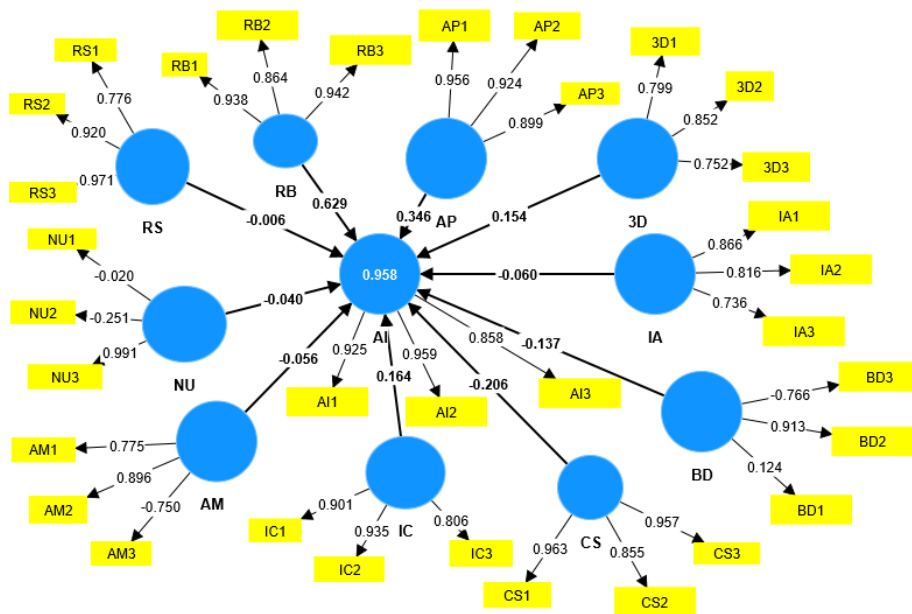 RB2
AP1
AP2
3D1
RS1
RB1
RB3
0.864
0.956
0.924
0.799
3D2
0.776
0.938
0.942
0.852
RS2
0.920
0.899
AP3
0.752
3D3
RS3
0.971
RB
0.629
AP
0.346
0.154
3D
RS
-0.006
IA1
0.866
NU1
-0.020
0.958
-0.060
0.816
IA2
0.736
NU2
-0.251
-0.040
AI
IA
IA3
NU3
0.991
NU
0.925
0.959
0.858
-0.137
-0.056
0.164
-0.206
AI1
AI2
AI3
-0.766
BD3
0.913
BD2
AM1
0.775
0.124
AM2
0.896
BD
BD1
-0.750
AM
0.901
IC
0.806
AM3
IC1
0.935
IC2
IC3
CS
0.957
CS3
0.963
0.855
CS1
CS2